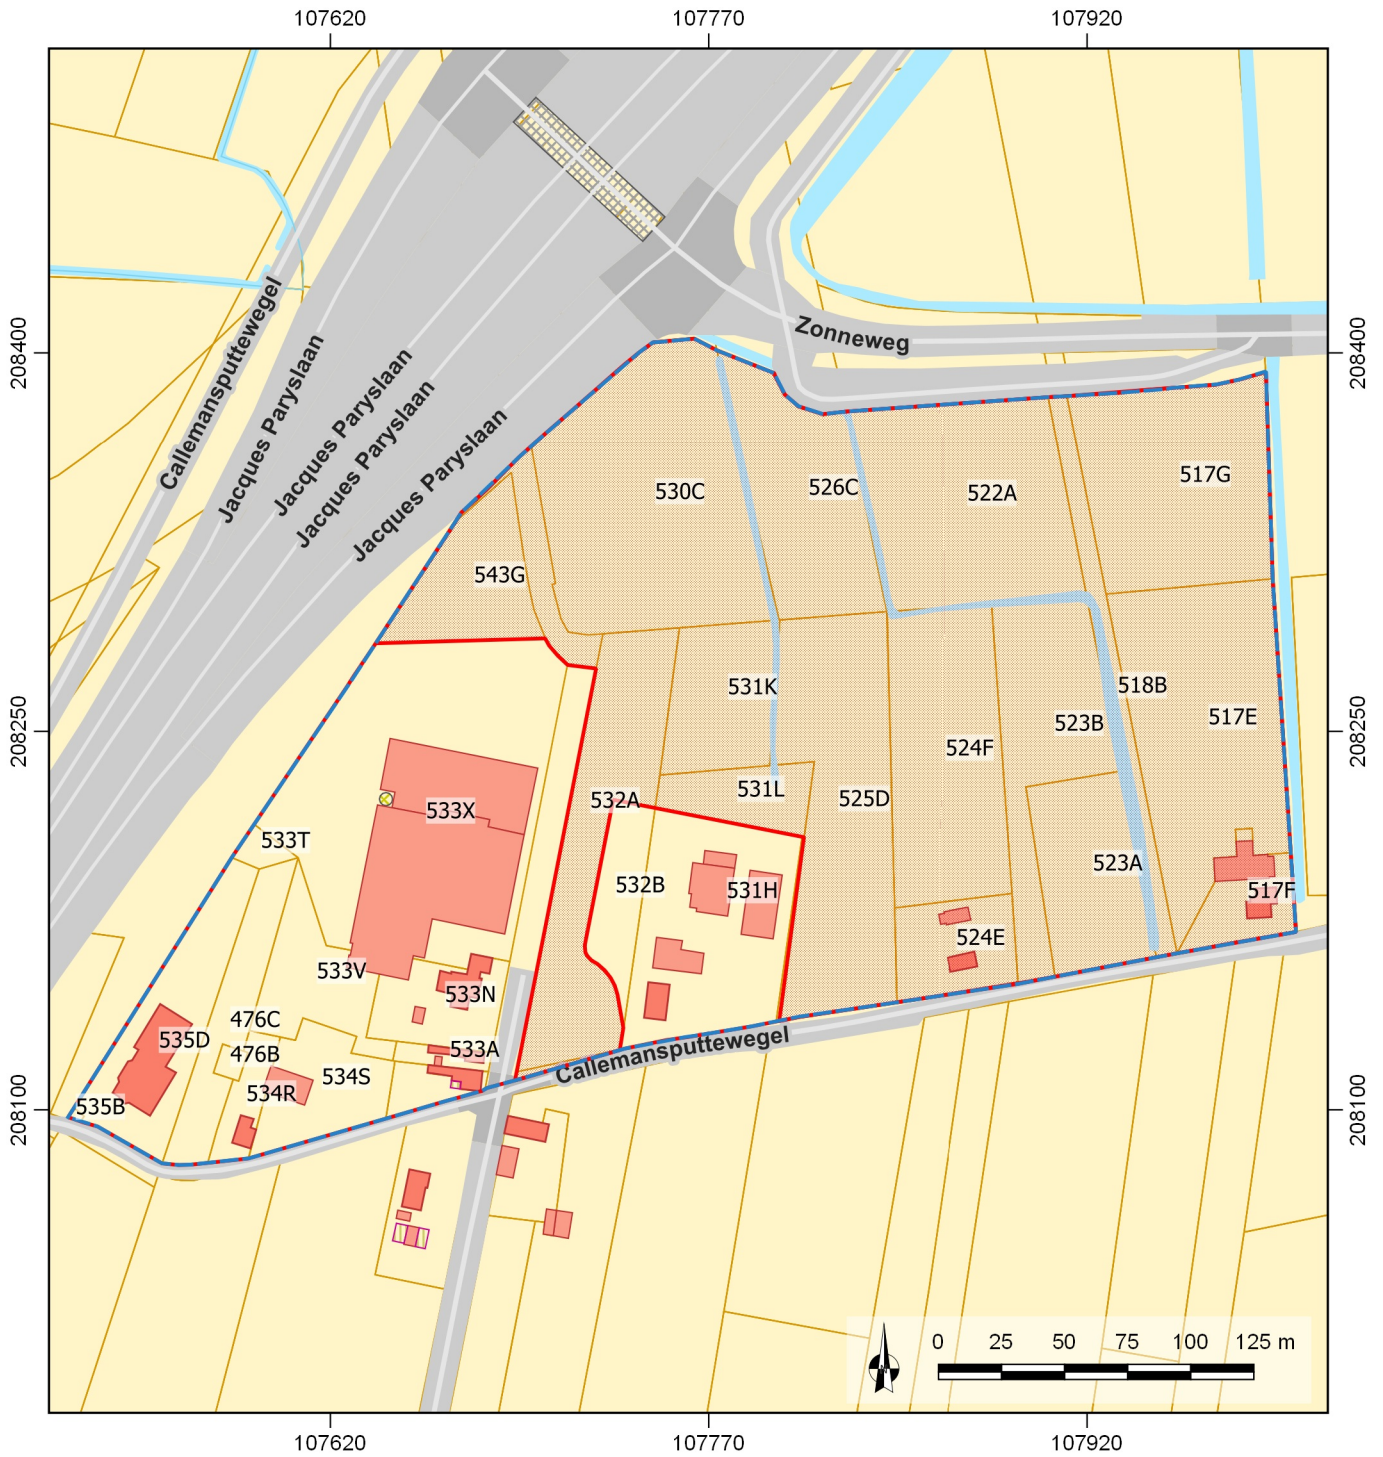 107620
107770
107920
Zonneweg
208400
208400
Callemansputtewegel
Jacques Paryslaan
Jacques Paryslaan
Jacques Paryslaan
Jacques Paryslaan
517G
526C
530C
522A
543G
518B
531K
517E
523B
524F
208250
208250
531L
525D
532A
533X
533T
523A
532B
531H
517F
524E
533V
533N
476C
535D
533A
476B
Callemansputtewegel
534S
534R
535B
208100
208100
0 25 50 75 100 125 m
107620
107770
107920